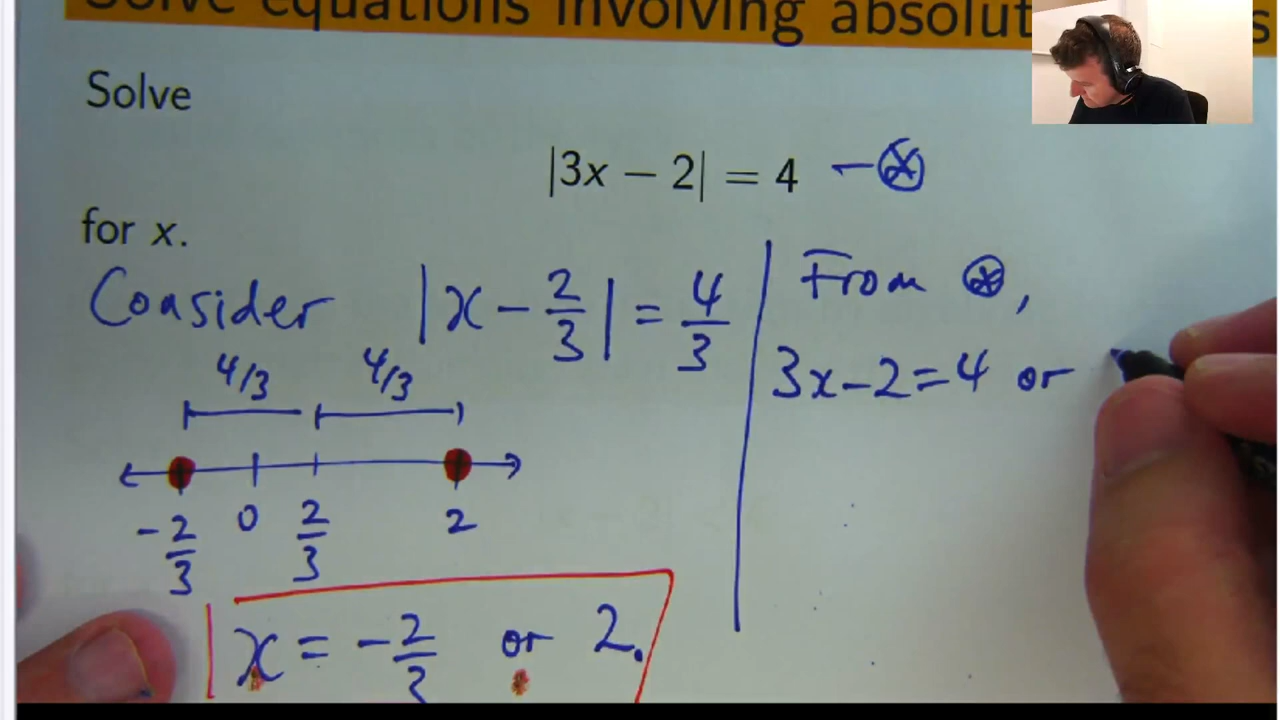 Solve equations involving absolut
s
Solve
|3x − 2| = 4 –⊛
for x.
Consider |x − 2/3| = 4/3
4/3 4/3
-2/3 0 2/3 2
x = -2/3 or 2.
From ⊛,
3x−2=4 or